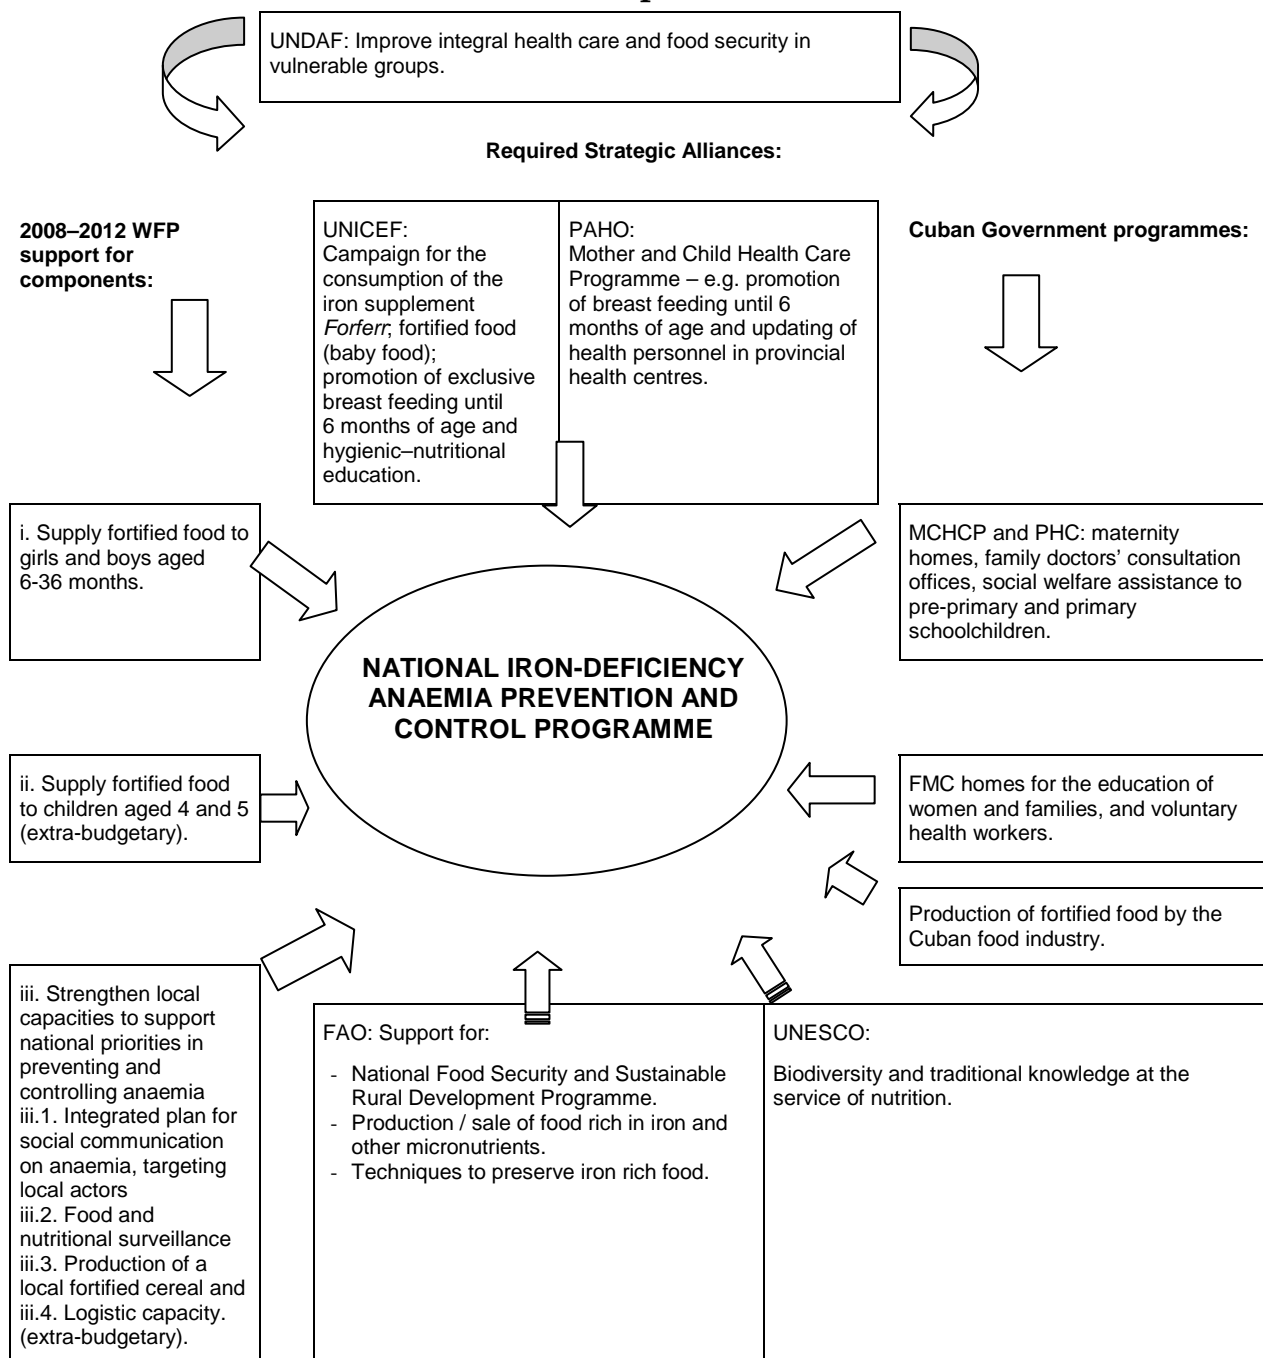 UNDAF: Improve integral health care and food security in
vulnerable groups.
Required Strategic Alliances:
2008–2012 WFP
support for
components:
UNICEF:
Campaign for the
consumption of the
iron supplement
Forferr; fortified food
(baby food);
promotion of exclusive
breast feeding until
6 months of age and
hygienic–nutritional
education.
PAHO:
Mother and Child Health Care
Programme – e.g. promotion
of breast feeding until 6
months of age and updating of
health personnel in provincial
health centres.
Cuban Government programmes:
i. Supply fortified food to
girls and boys aged
6-36 months.
MCHCP and PHC: maternity
homes, family doctors’ consultation
offices, social welfare assistance to
pre-primary and primary
schoolchildren.
NATIONAL IRON-DEFICIENCY
ANAEMIA PREVENTION AND
CONTROL PROGRAMME
ii. Supply fortified food
to children aged 4 and 5
(extra-budgetary).
FMC homes for the education of
women and families, and voluntary
health workers.
Production of fortified food by the
Cuban food industry.
iii. Strengthen local
capacities to support
national priorities in
preventing and
controlling anaemia
iii.1. Integrated plan for
social communication
on anaemia, targeting
local actors
iii.2. Food and
nutritional surveillance
iii.3. Production of a
local fortified cereal and
iii.4. Logistic capacity.
(extra-budgetary).
FAO: Support for:
- National Food Security and Sustainable
Rural Development Programme.
- Production / sale of food rich in iron and
other micronutrients.
- Techniques to preserve iron rich food.
UNESCO:
Biodiversity and traditional knowledge at the
service of nutrition.